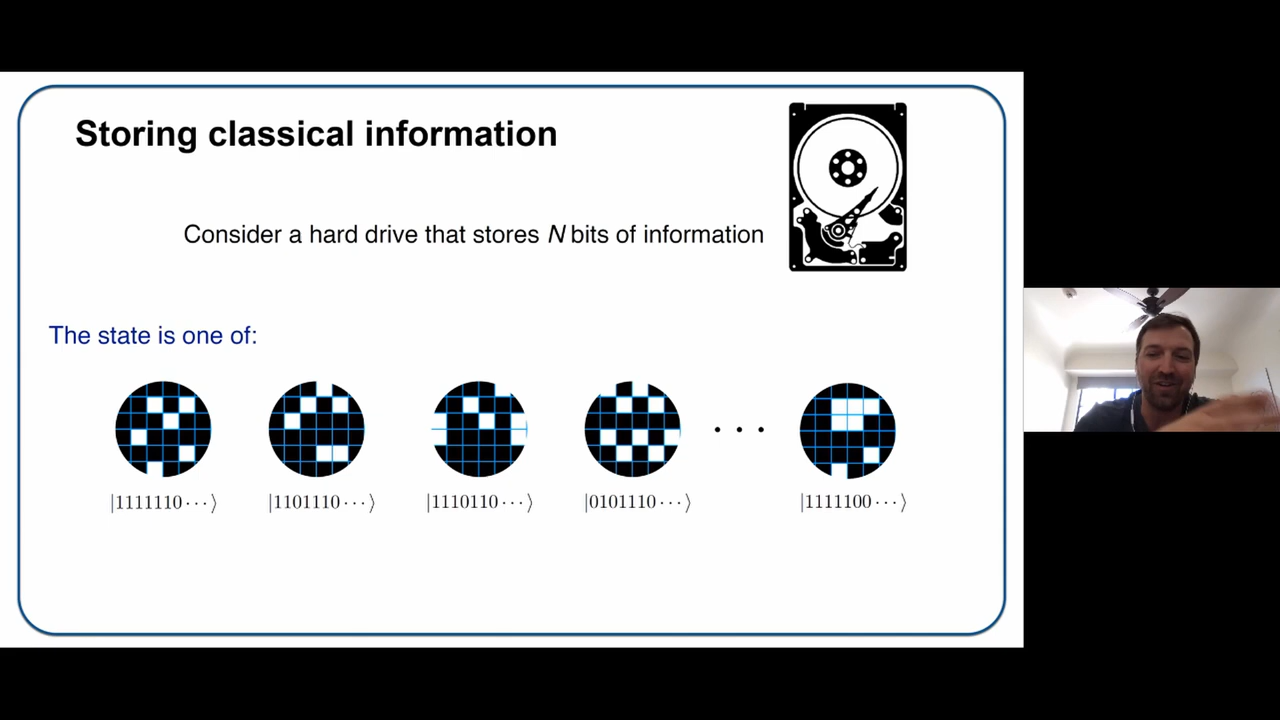 Storing classical information
Consider a hard drive that stores N bits of information
The state is one of:
|1111110···⟩ |1101110···⟩ |1110110···⟩ |0101110···⟩ |1111100···⟩